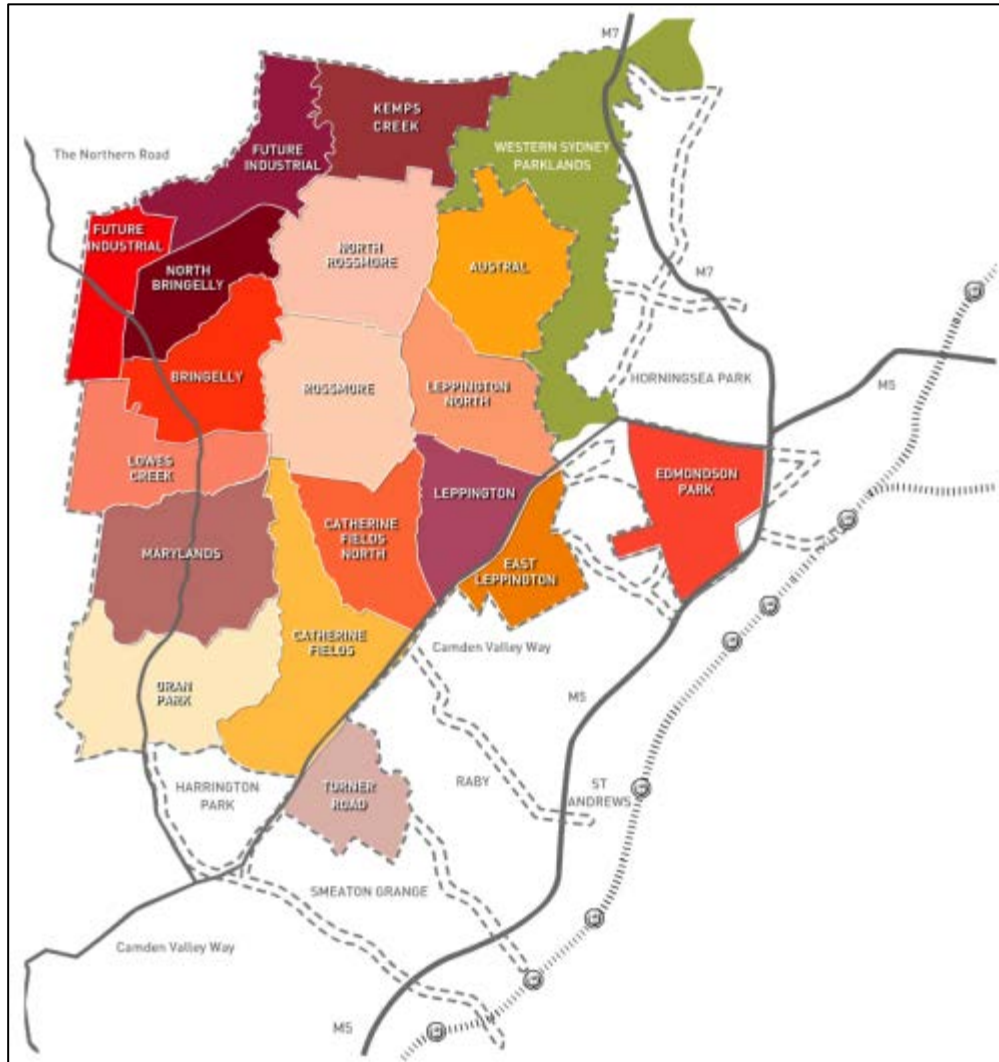 M7
KEMPS
CREEK
FUTURE
INDUSTRIAL
WESTERN SYDNEY
PARKLANDS
The Northern Road
FUTURE
INDUSTRIAL
NORTH
BRINGELLY
NORTH
ROSSMORE
AUSTRAL
M7
BRINGELLY
ROSSMORE
LEPPINGTON
NORTH
HORNINGSEA PARK
M5
LOWES
CREEK
LEPPINGTON
EDMONDSON
PARK
MARYLANDS
CATHERINE
FIELDS
NORTH
EAST
LEPPINGTON
CATHERINE
FIELDS
Camden Valley Way
ORAN
PARK
M5
HARRINGTON
PARK
TURNER
ROAD
RABY
ST
ANDREWS
SMEATON GRANGE
Camden Valley Way
M5